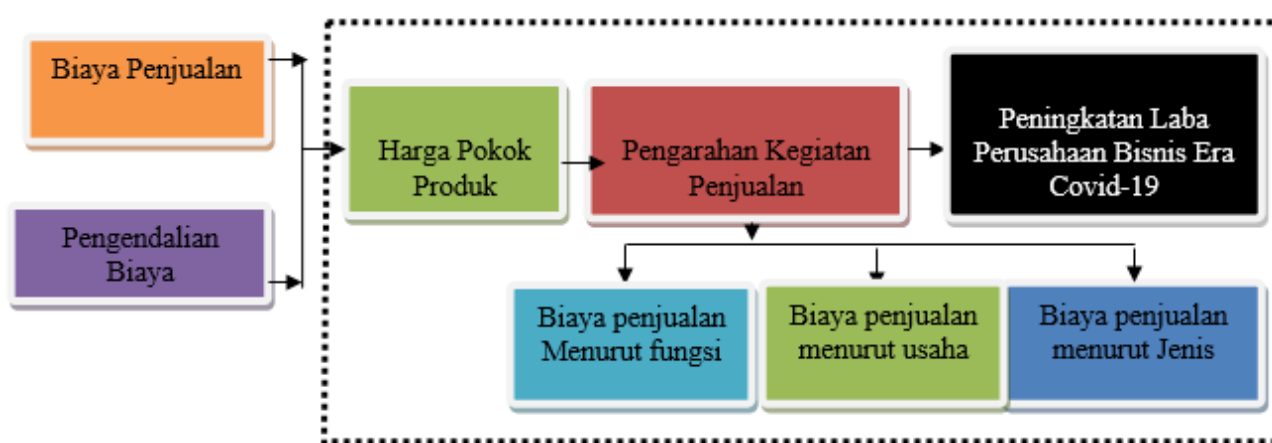 Biaya Penjualan
Pengendalian
Biaya
Harga Pokok
Produk
Pengarahan Kegiatan
Penjualan
Peningkatan Laba
Perusahaan Bisnis Era
Covid-19
Biaya penjualan
Menurut fungsi
Biaya penjualan
menurut usaha
Biaya penjualan
menurut Jenis